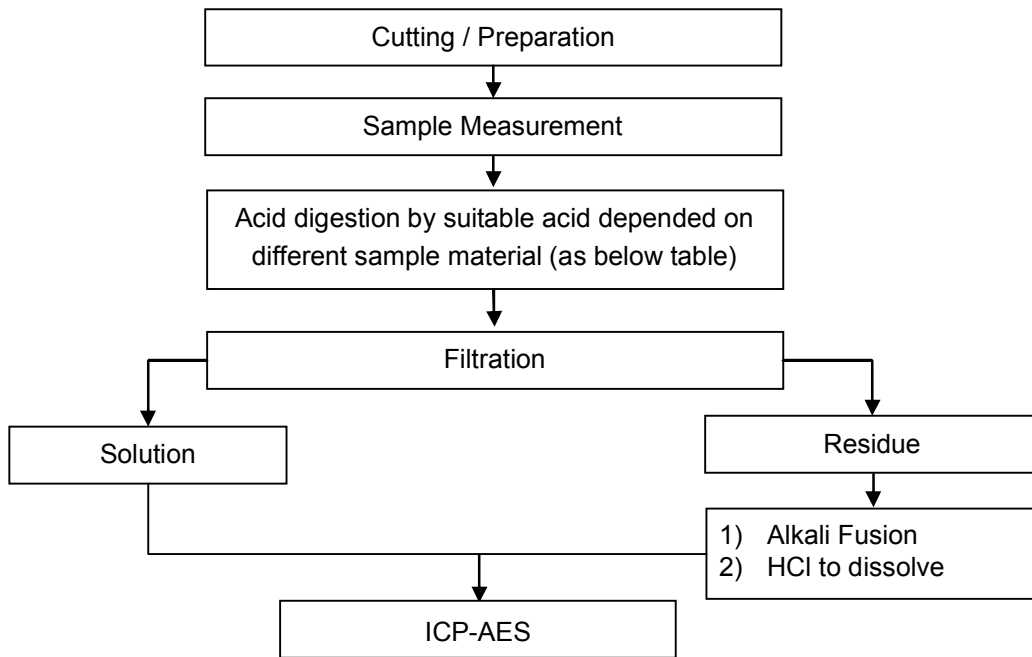 Cutting / Preparation
Sample Measurement
Acid digestion by suitable acid depended on
different sample material (as below table)
Filtration
Solution
Residue
1) Alkali Fusion
2) HCl to dissolve
ICP-AES